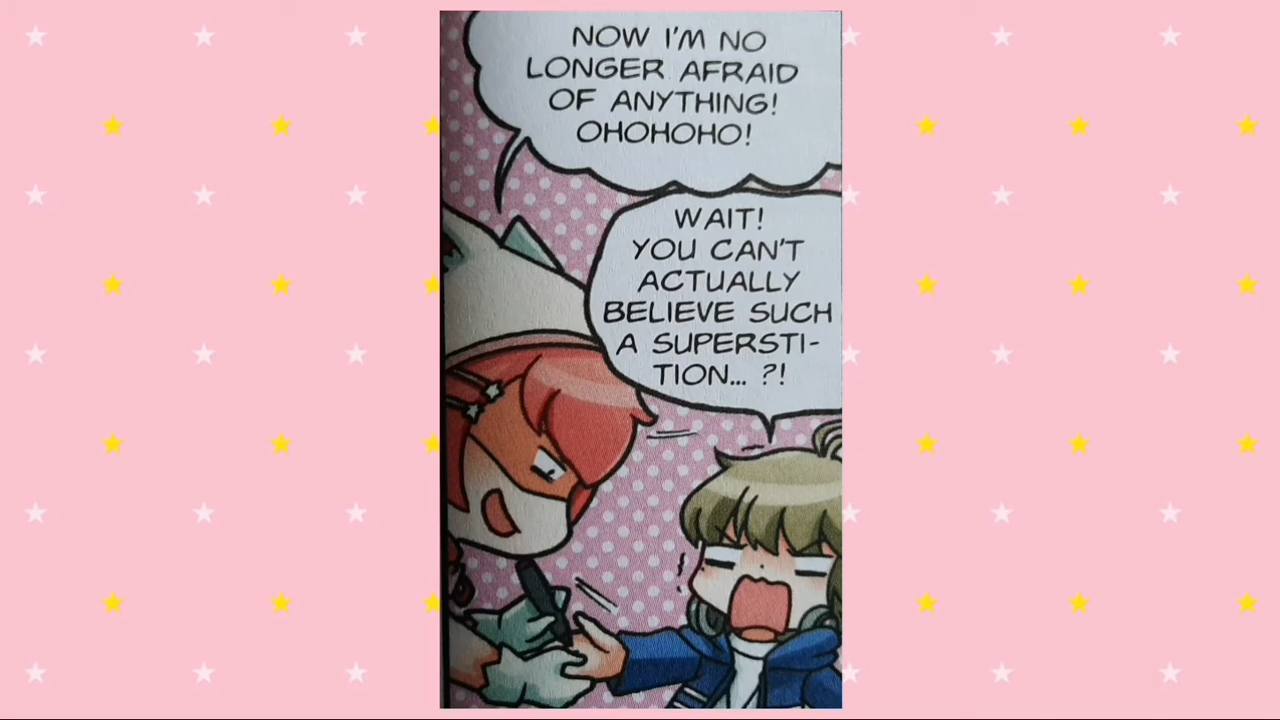 NOW I'M NO
LONGER AFRAID
OF ANYTHING!
OHOHOHO!
WAIT!
YOU CAN'T
ACTUALLY
BELIEVE SUCH
A SUPERSTI-
TION... ?!